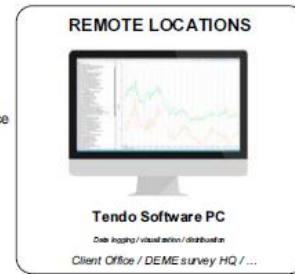 REMOTE LOCATIONS
Tendo Software PC
Data logging / visualisation / distribution
Client Office / DEME survey HQ / ...